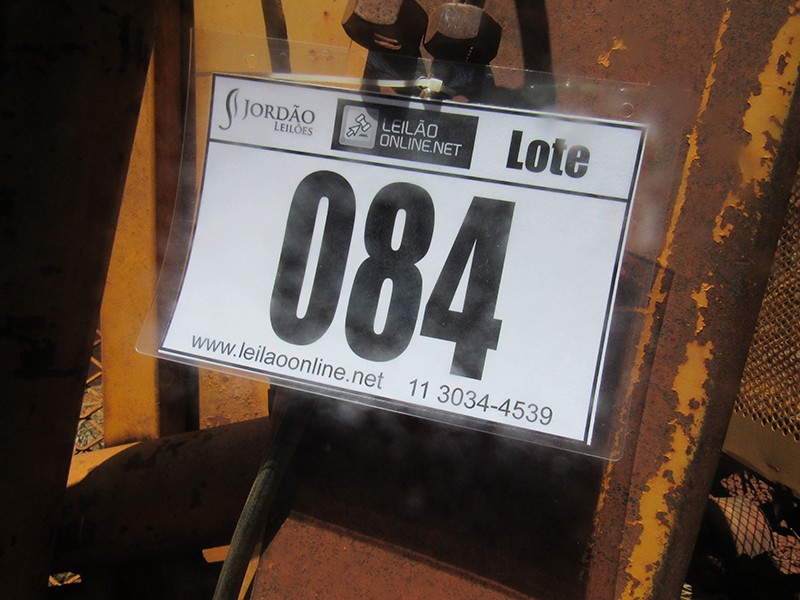 JORDÃO
LEILÕES
LEILÃO
ONLINE.NET
Lote
084
www.leilaoonline.net 11 3034-4539